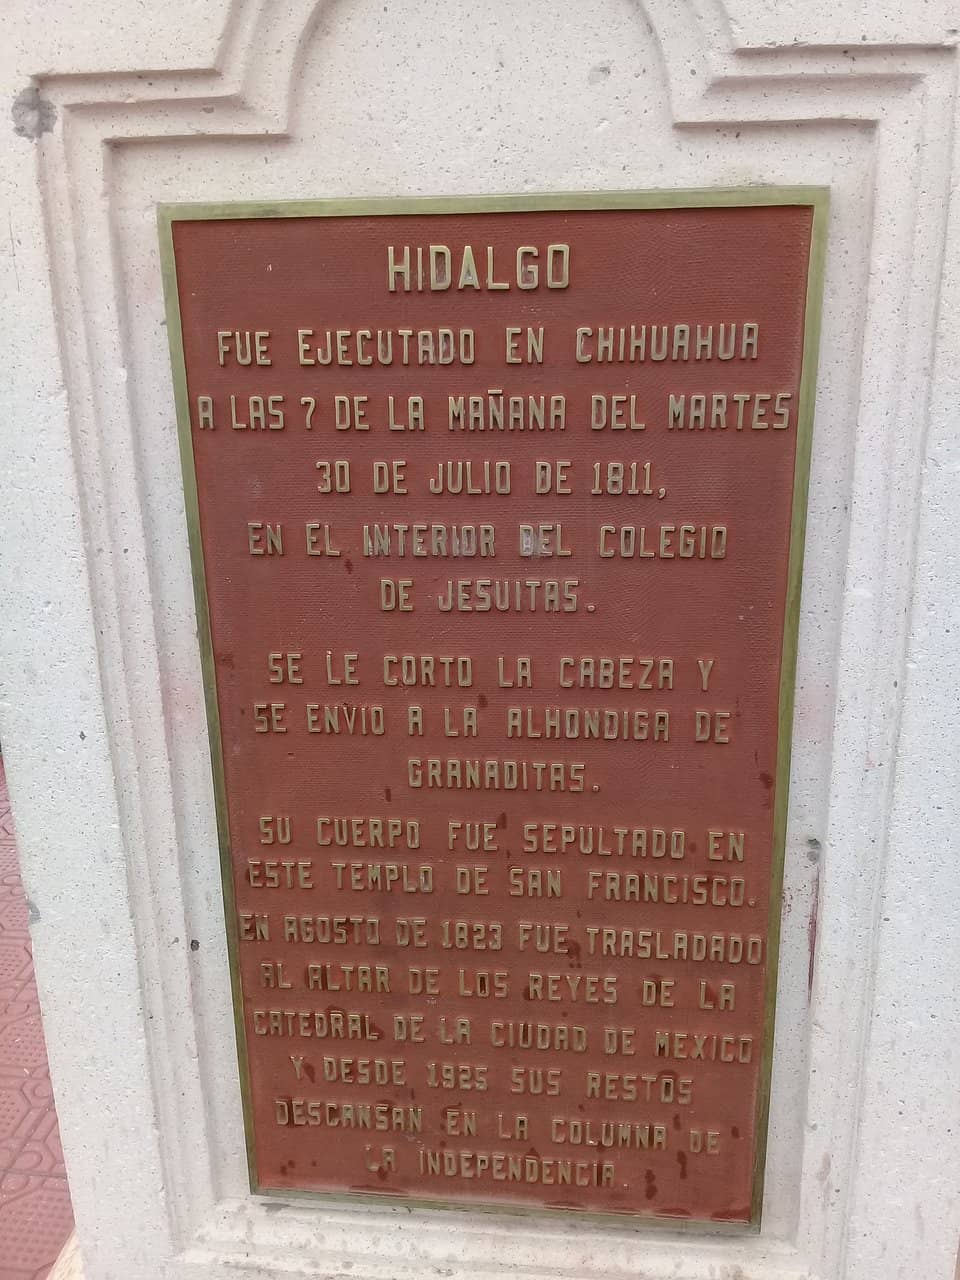 HIDALGO
FUE EJECUTADO EN CHIHUAHUA
A LAS 7 DE LA MAÑANA DEL MARTES
30 DE JULIO DE 1811,
EN EL INTERIOR DEL COLEGIO
DE JESUITAS.
SE LE CORTO LA CABEZA Y
SE ENVIO A LA ALHONDIGA DE
GRANADITAS.
SU CUERPO FUE SEPULTADO EN
ESTE TEMPLO DE SAN FRANCISCO.
EN AGOSTO DE 1823 FUE TRASLADADO
AL ALTAR DE LOS REYES DE LA
CATEDRAL DE LA CIUDAD DE MEXICO
Y DESDE 1925 SUS RESTOS
DESCANSAN EN LA COLUMNA DE
LA INDEPENDENCIA.